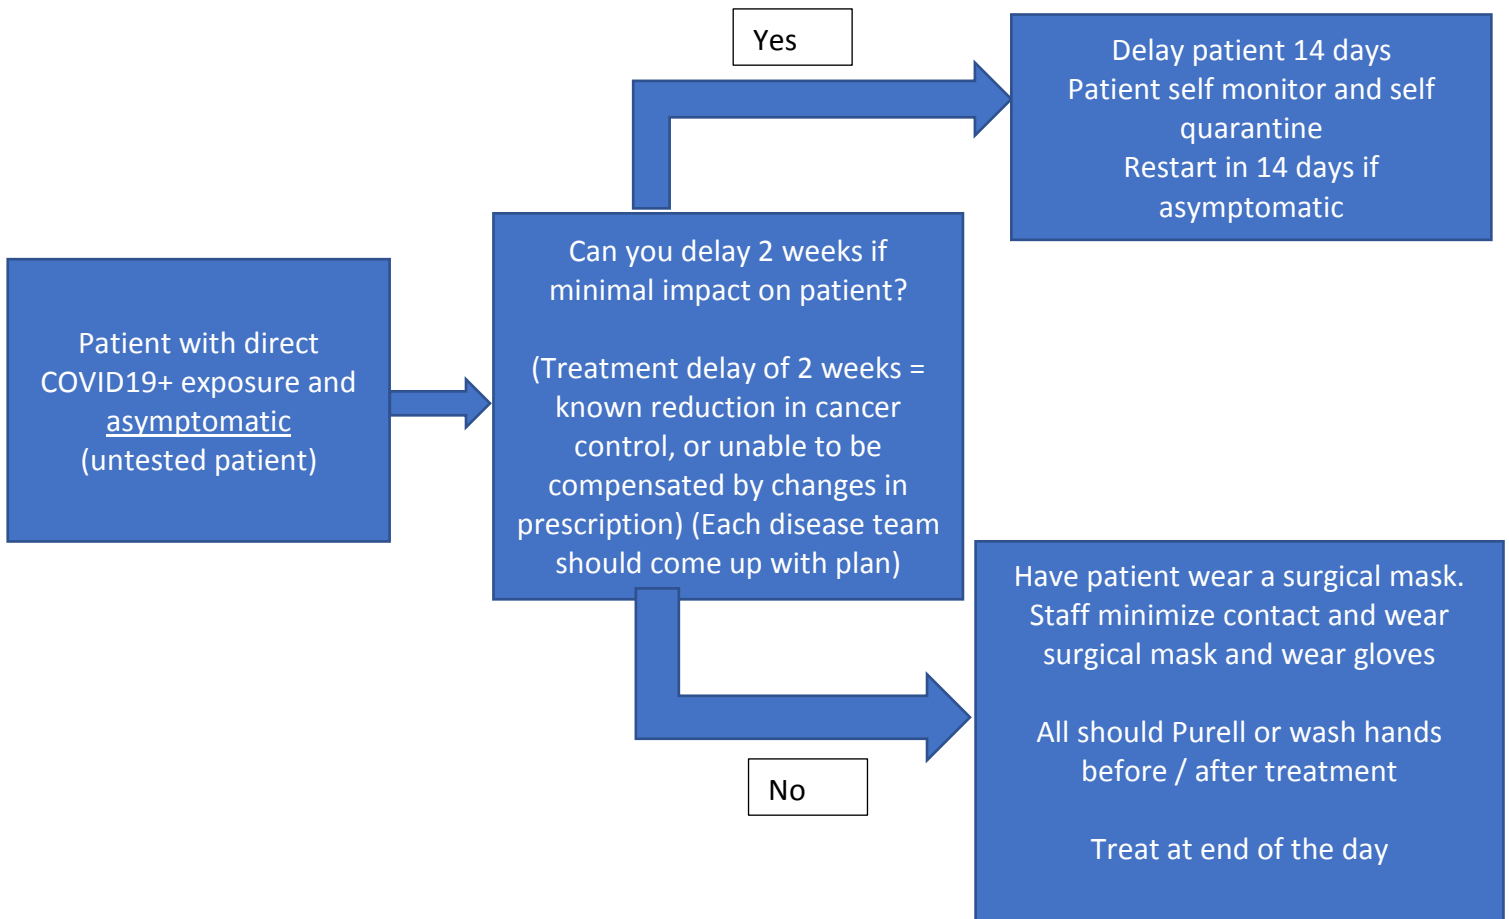 Yes
Delay patient 14 days
Patient self monitor and self
quarantine
Restart in 14 days if
asymptomatic
Patient with direct
COVID19+ exposure and
asymptomatic
(untested patient)
Can you delay 2 weeks if
minimal impact on patient?
(Treatment delay of 2 weeks =
known reduction in cancer
control, or unable to be
compensated by changes in
prescription) (Each disease team
should come up with plan)
No
Have patient wear a surgical mask.
Staff minimize contact and wear
surgical mask and wear gloves
All should Purell or wash hands
before / after treatment
Treat at end of the day